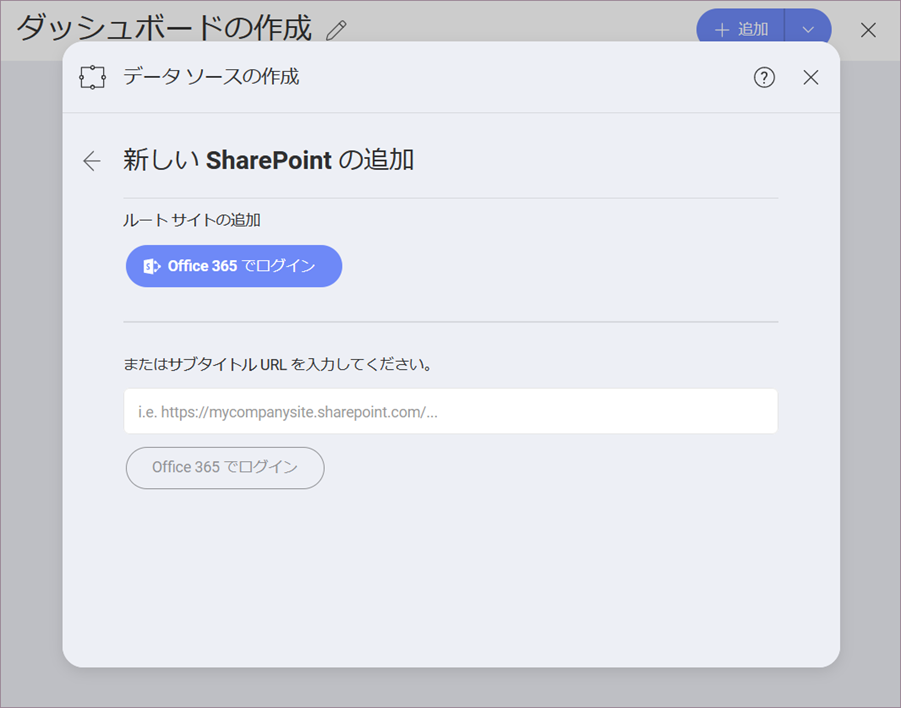 ダッシュボードの作成
+ 追加
データ ソースの作成
新しい SharePoint の追加
ルート サイトの追加
Office 365 でログイン
またはサブタイトル URL を入力してください。
i.e. https://mycompanysite.sharepoint.com/...
Office 365 でログイン